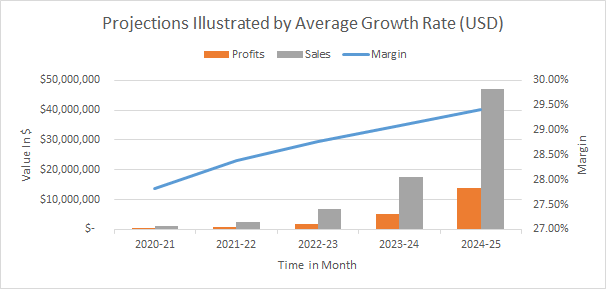 Projections Illustrated by Average Growth Rate (USD)
Profits Sales Margin
$50,000,000
$40,000,000
$30,000,000
$20,000,000
$10,000,000
$-
Value In $
30.00%
29.50%
29.00%
28.50%
28.00%
27.50%
27.00%
Margin
2020-21 2021-22 2022-23 2023-24 2024-25
Time in Month